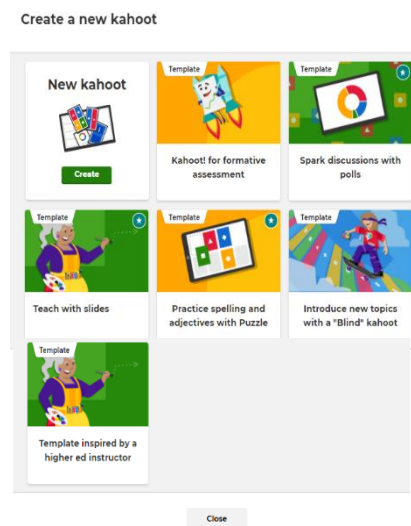 Create a new kahoot
New kahoot
Create
Template
Kahoot! for formative
assessment
Template
Spark discussions with
polls
Template
Teach with slides
Template
Practice spelling and
adjectives with Puzzle
Template
Introduce new topics
with a "Blind" kahoot
Template
Template inspired by a
higher ed instructor
Close